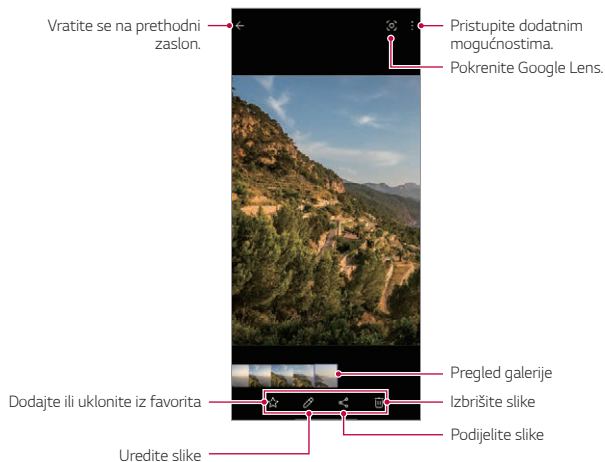 Vratite se na prethodni
zaslon.
Pristupite dodatnim
mogućnostima.
Pokrenite Google Lens.
Pregled galerije
Dodajte ili uklonite iz favorita
Izbrišite slike
Podijelite slike
Uredite slike